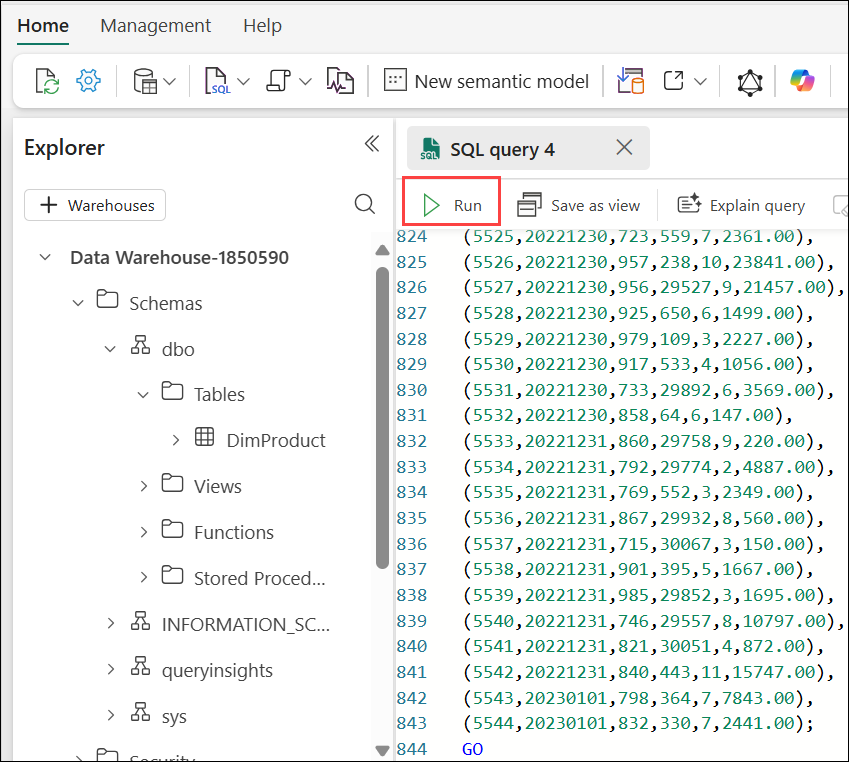 Home Management Help
SQL New semantic model
Explorer
SQL SQL query 4
Warehouses
Run Save as view Explain query
Data Warehouse-1850590
Schemas
dbo
Tables
DimProduct
Views
Functions
Stored Proced...
INFORMATION_SC...
queryinsights
sys
Security
824 (5525,20221230,723,559,7,2361.00),
825 (5526,20221230,957,238,10,23841.00),
826 (5527,20221230,956,29527,9,21457.00),
827 (5528,20221230,925,650,6,1499.00),
828 (5529,20221230,979,109,3,2227.00),
829 (5530,20221230,917,533,4,1056.00),
830 (5531,20221230,733,29892,6,3569.00),
831 (5532,20221230,858,64,6,147.00),
832 (5533,20221231,860,29758,9,220.00),
833 (5534,20221231,792,29774,2,4887.00),
834 (5535,20221231,769,552,3,2349.00),
835 (5536,20221231,867,29932,8,560.00),
836 (5537,20221231,715,30067,3,150.00),
837 (5538,20221231,901,395,5,1667.00),
838 (5539,20221231,985,29852,3,1695.00),
839 (5540,20221231,746,29557,8,10797.00),
840 (5541,20221231,821,30051,4,872.00),
841 (5542,20221231,840,443,11,15747.00),
842 (5543,20230101,798,364,7,7843.00),
843 (5544,20230101,832,330,7,2441.00);
844 GO